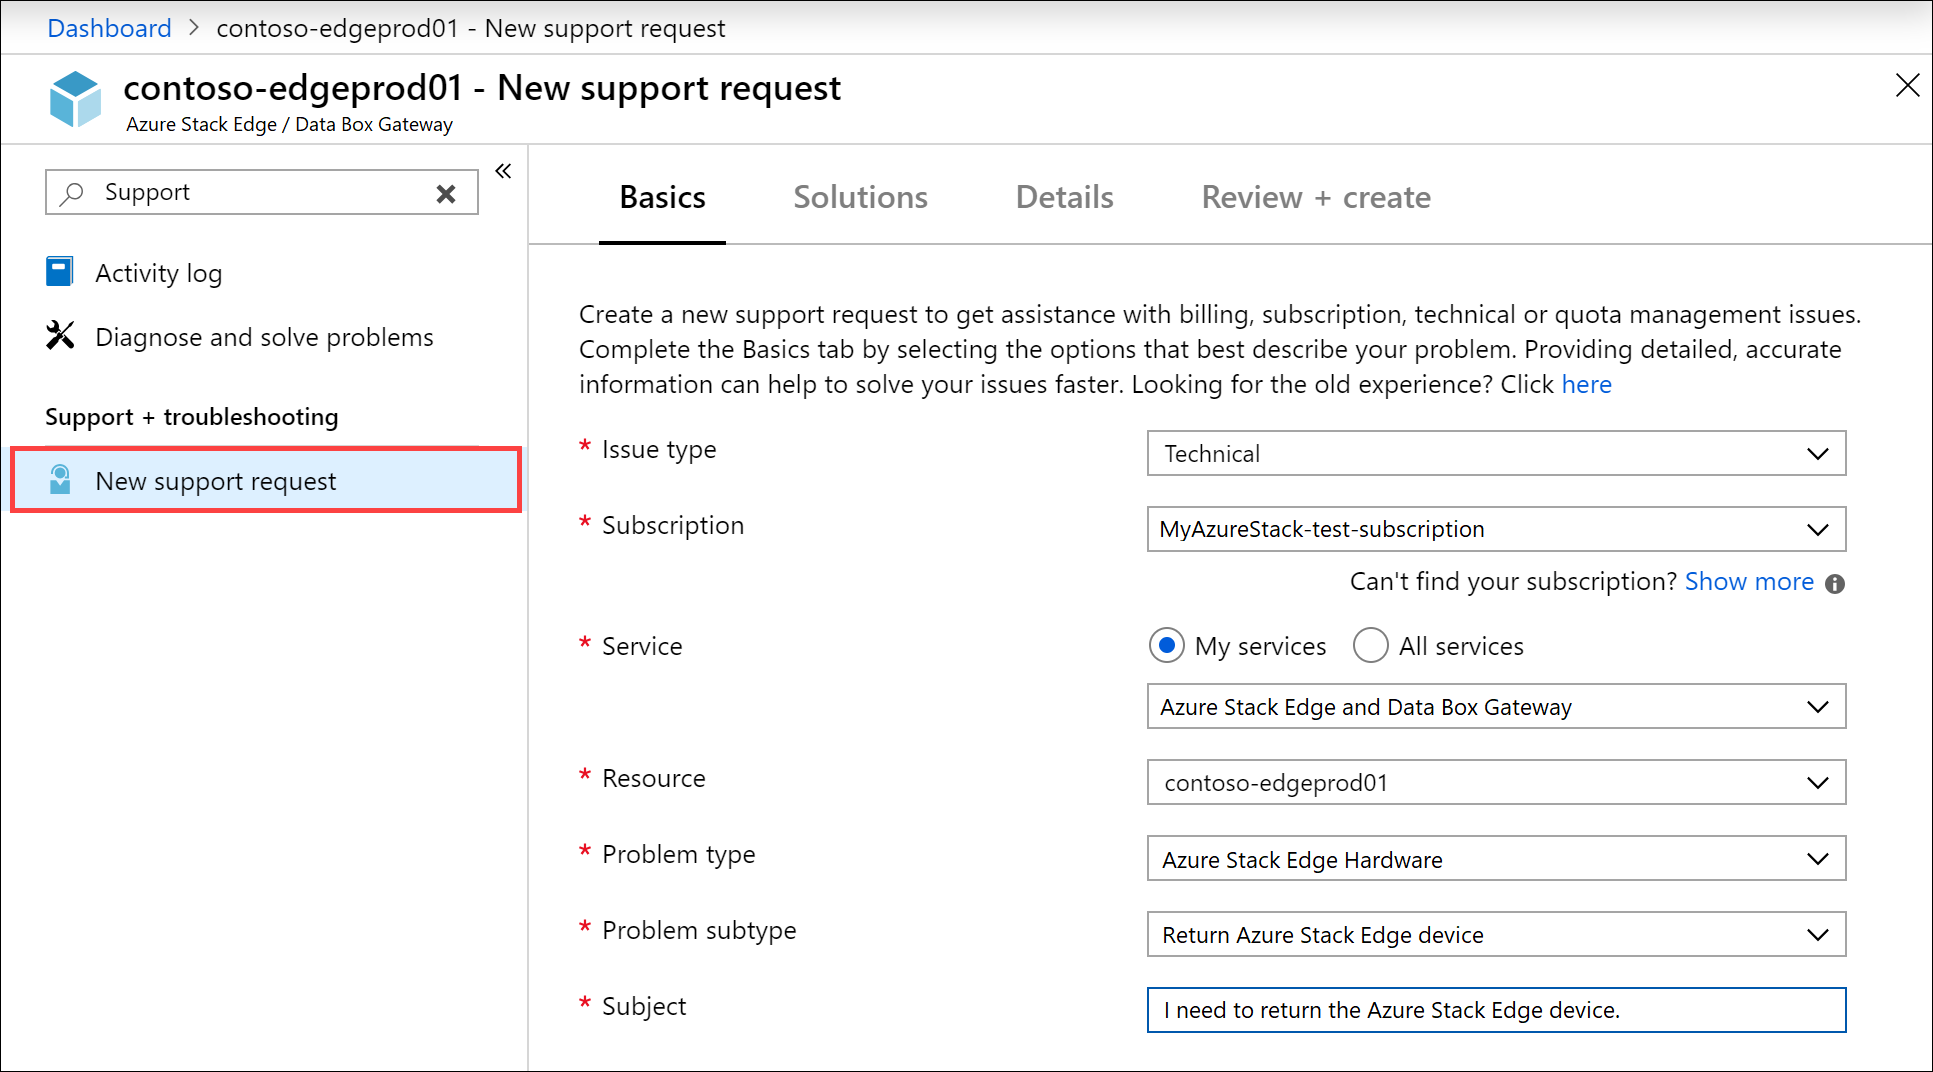 Dashboard > contoso-edgeprod01 - New support request
contoso-edgeprod01 - New support request
Azure Stack Edge / Data Box Gateway
Support
Activity log
Diagnose and solve problems
Support + troubleshooting
New support request
Basics Solutions Details Review + create
Create a new support request to get assistance with billing, subscription, technical or quota management issues.
Complete the Basics tab by selecting the options that best describe your problem. Providing detailed, accurate
information can help to solve your issues faster. Looking for the old experience? Click here
* Issue type Technical
* Subscription MyAzureStack-test-subscription
Can't find your subscription? Show more
* Service My services All services
Azure Stack Edge and Data Box Gateway
* Resource contoso-edgeprod01
* Problem type Azure Stack Edge Hardware
* Problem subtype Return Azure Stack Edge device
* Subject I need to return the Azure Stack Edge device.